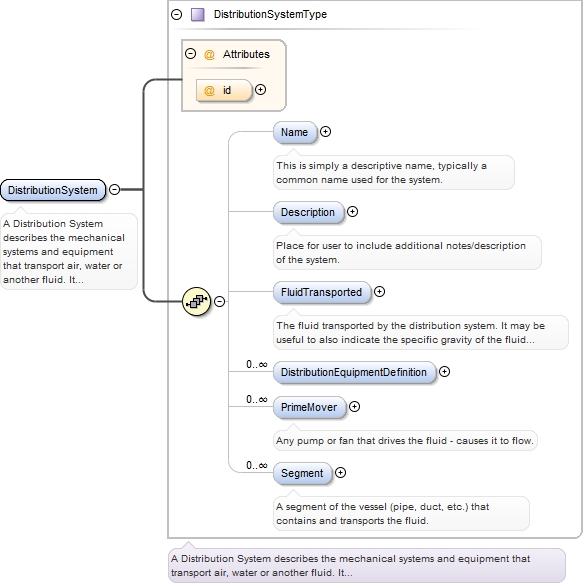 DistributionSystemType
@ Attributes
@ id
Name
This is simply a descriptive name, typically a
common name used for the system.
DistributionSystem
A Distribution System
describes the mechanical
systems and equipment
that transport air, water or
another fluid. It...
Description
Place for user to include additional notes/description
of the system.
FluidTransported
The fluid transported by the distribution system. It may be
useful to also indicate the specific gravity of the fluid...
0..∞
DistributionEquipmentDefinition
0..∞
PrimeMover
Any pump or fan that drives the fluid - causes it to flow.
0..∞
Segment
A segment of the vessel (pipe, duct, etc.) that
contains and transports the fluid.
A Distribution System describes the mechanical systems and equipment that
transport air, water or another fluid. It...